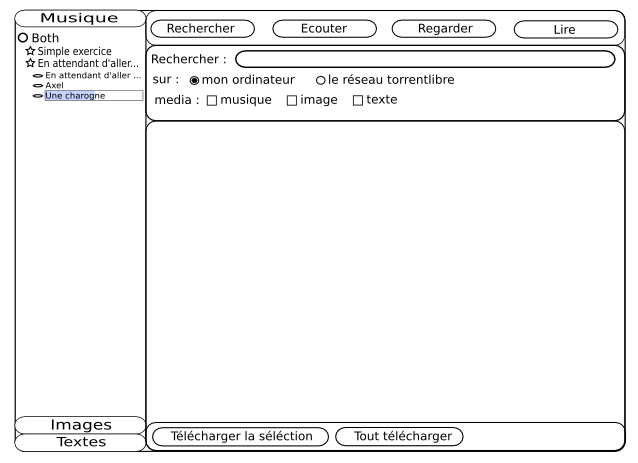 Musique
Both
Simple exercice
En attendant d'aller...
En attendant d'aller ...
Axel
Une charogne
Images
Textes
Rechercher
Ecouter
Regarder
Lire
Rechercher :
sur : mon ordinateur le réseau torrentlibre
media : musique image texte
Télécharger la séléction
Tout télécharger